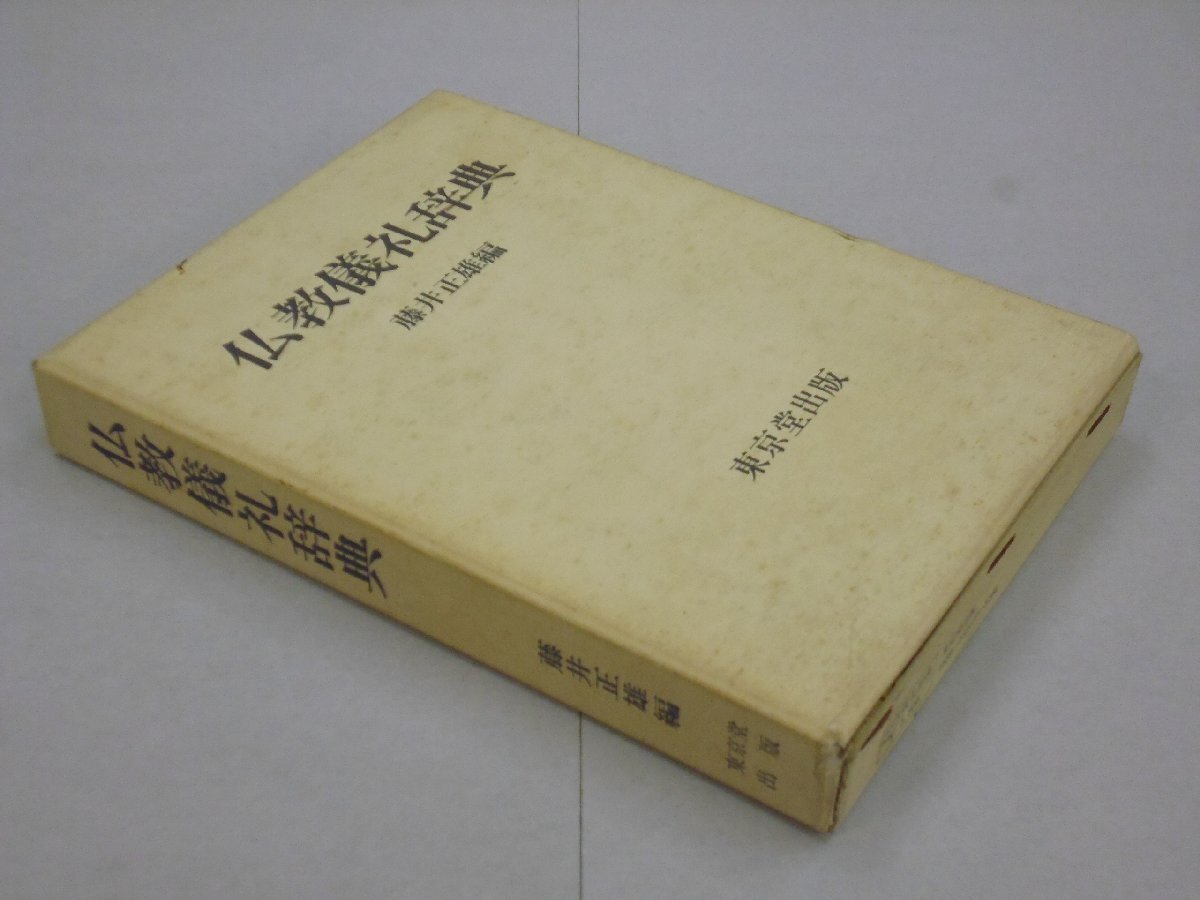 仏教儀礼辞典
藤井正雄編
東京堂出版
仏教儀礼辞典
藤井正雄編
東京堂
出版